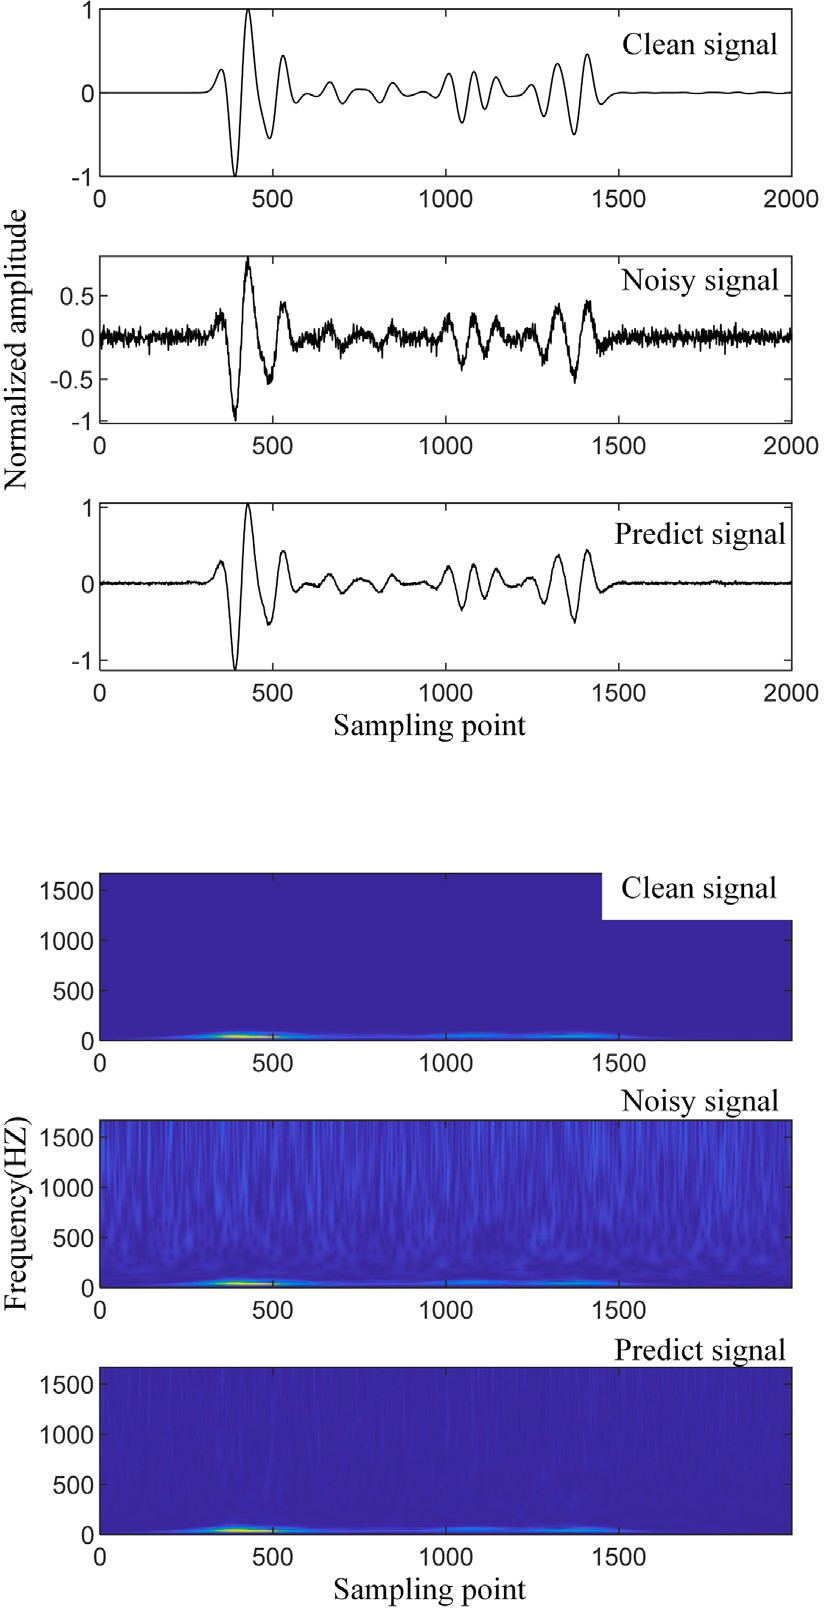 1
Clean signal
0
-1
0 500 1000 1500 2000
Normalized amplitude
Noisy signal
0.5
0
-0.5
-1
0 500 1000 1500 2000
1
Predict signal
0
-1
0 500 1000 1500 2000
Sampling point
1500
Clean signal
1000
500
0
0 500 1000 1500
Frequency(HZ)
Noisy signal
1500
1000
500
0
0 500 1000 1500
Predict signal
1500
1000
500
0
0 500 1000 1500
Sampling point